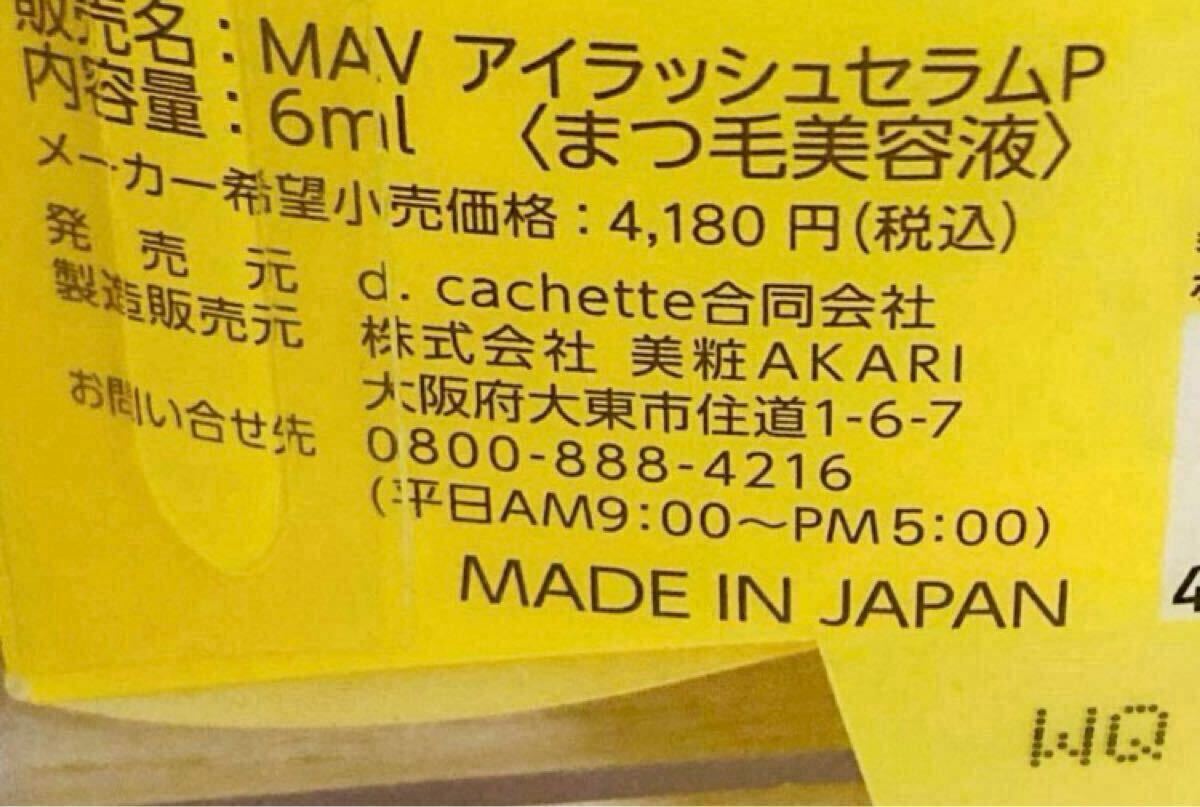 販売名：MAV アイラッシュセラムP
内容量：6ml 〈まつ毛美容液〉
メーカー希望小売価格：4,180 円(税込)
発売元 d. cachette合同会社
製造販売元 株式会社 美粧AKARI
大阪府大東市住道1-6-7
お問い合せ先 0800-888-4216
(平日AM9:00～PM5:00)
MADE IN JAPAN
4
WQ